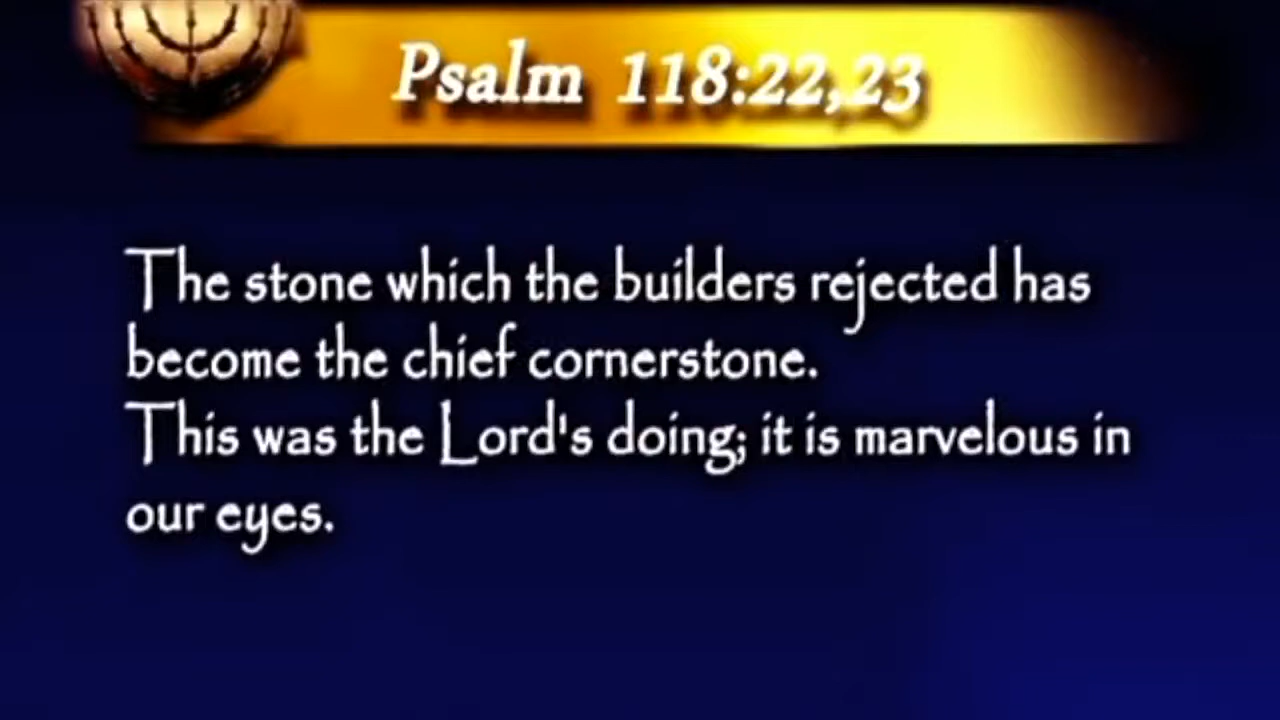 Psalm 118:22,23
The stone which the builders rejected has
become the chief cornerstone.
This was the Lord's doing; it is marvelous in
our eyes.